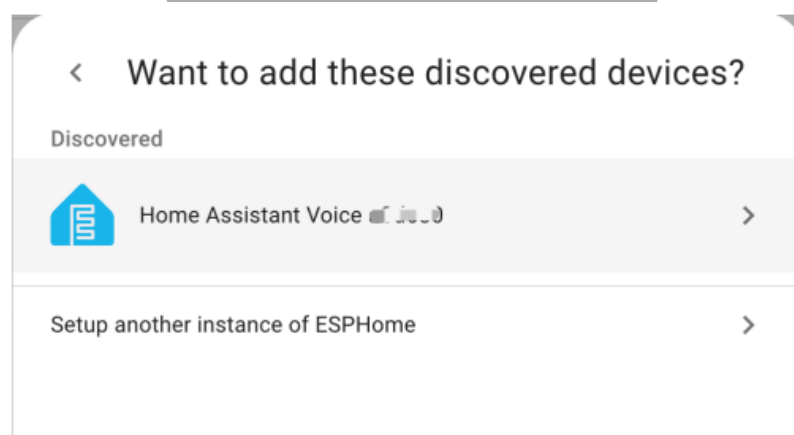 Want to add these discovered devices?
Discovered
Home Assistant Voice
Setup another instance of ESPHome